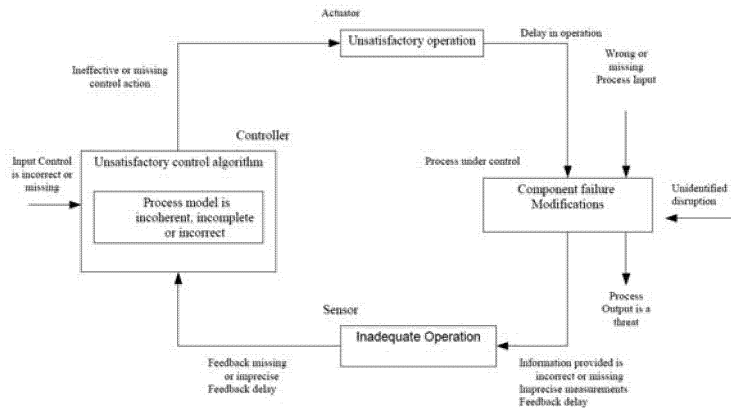 Actuator
Unsatisfactory operation
Delay in operation
Wrong or
missing
Process Input
Ineffective or missing
control action
Controller
Input Control
is incorrect or
missing
Unsatisfactory control algorithm
Process model is
incoherent, incomplete
or incorrect
Process under control
Component failure
Modifications
Unidentified
disruption
Process
Output is a
threat
Sensor
Inadequate Operation
Feedback missing
or imprecise
Feedback delay
Information provided is
incorrect or missing
Imprecise measurements
Feedback delay